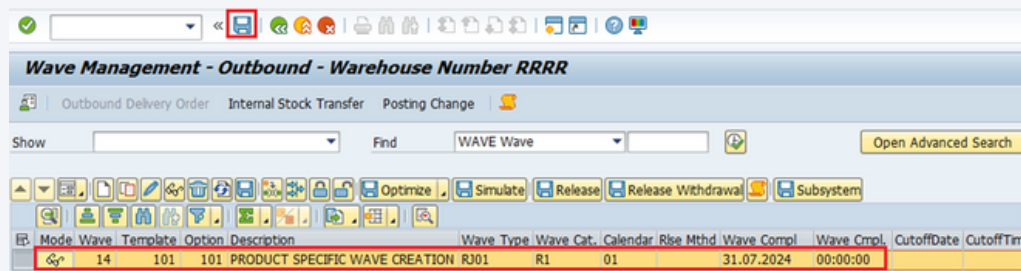 Wave Management - Outbound - Warehouse Number RRRR
Outbound Delivery Order Internal Stock Transfer Posting Change
Show Find WAVE Wave Open Advanced Search
Optimize Simulate Release Release Withdrawal Subsystem
Mode Wave Template Option Description Wave Type Wave Cat. Calendar Rlse Mthd Wave Compl Wave Cmpl. CutoffDate CutoffTim
14 101 101 PRODUCT SPECIFIC WAVE CREATION RJ01 R1 01 31.07.2024 00:00:00